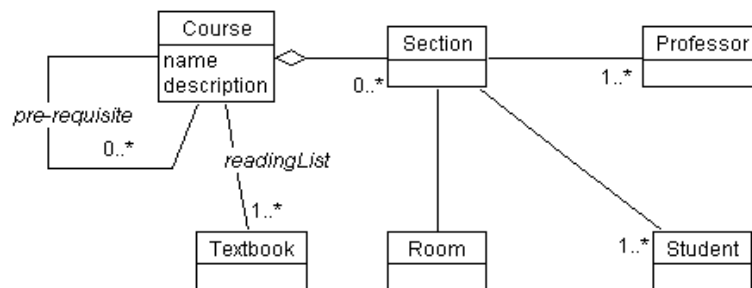 Course
name
description
Section
Professor
0..*
1..*
pre-requisite
0..*
readingList
1..*
1..*
Textbook
Room
Student